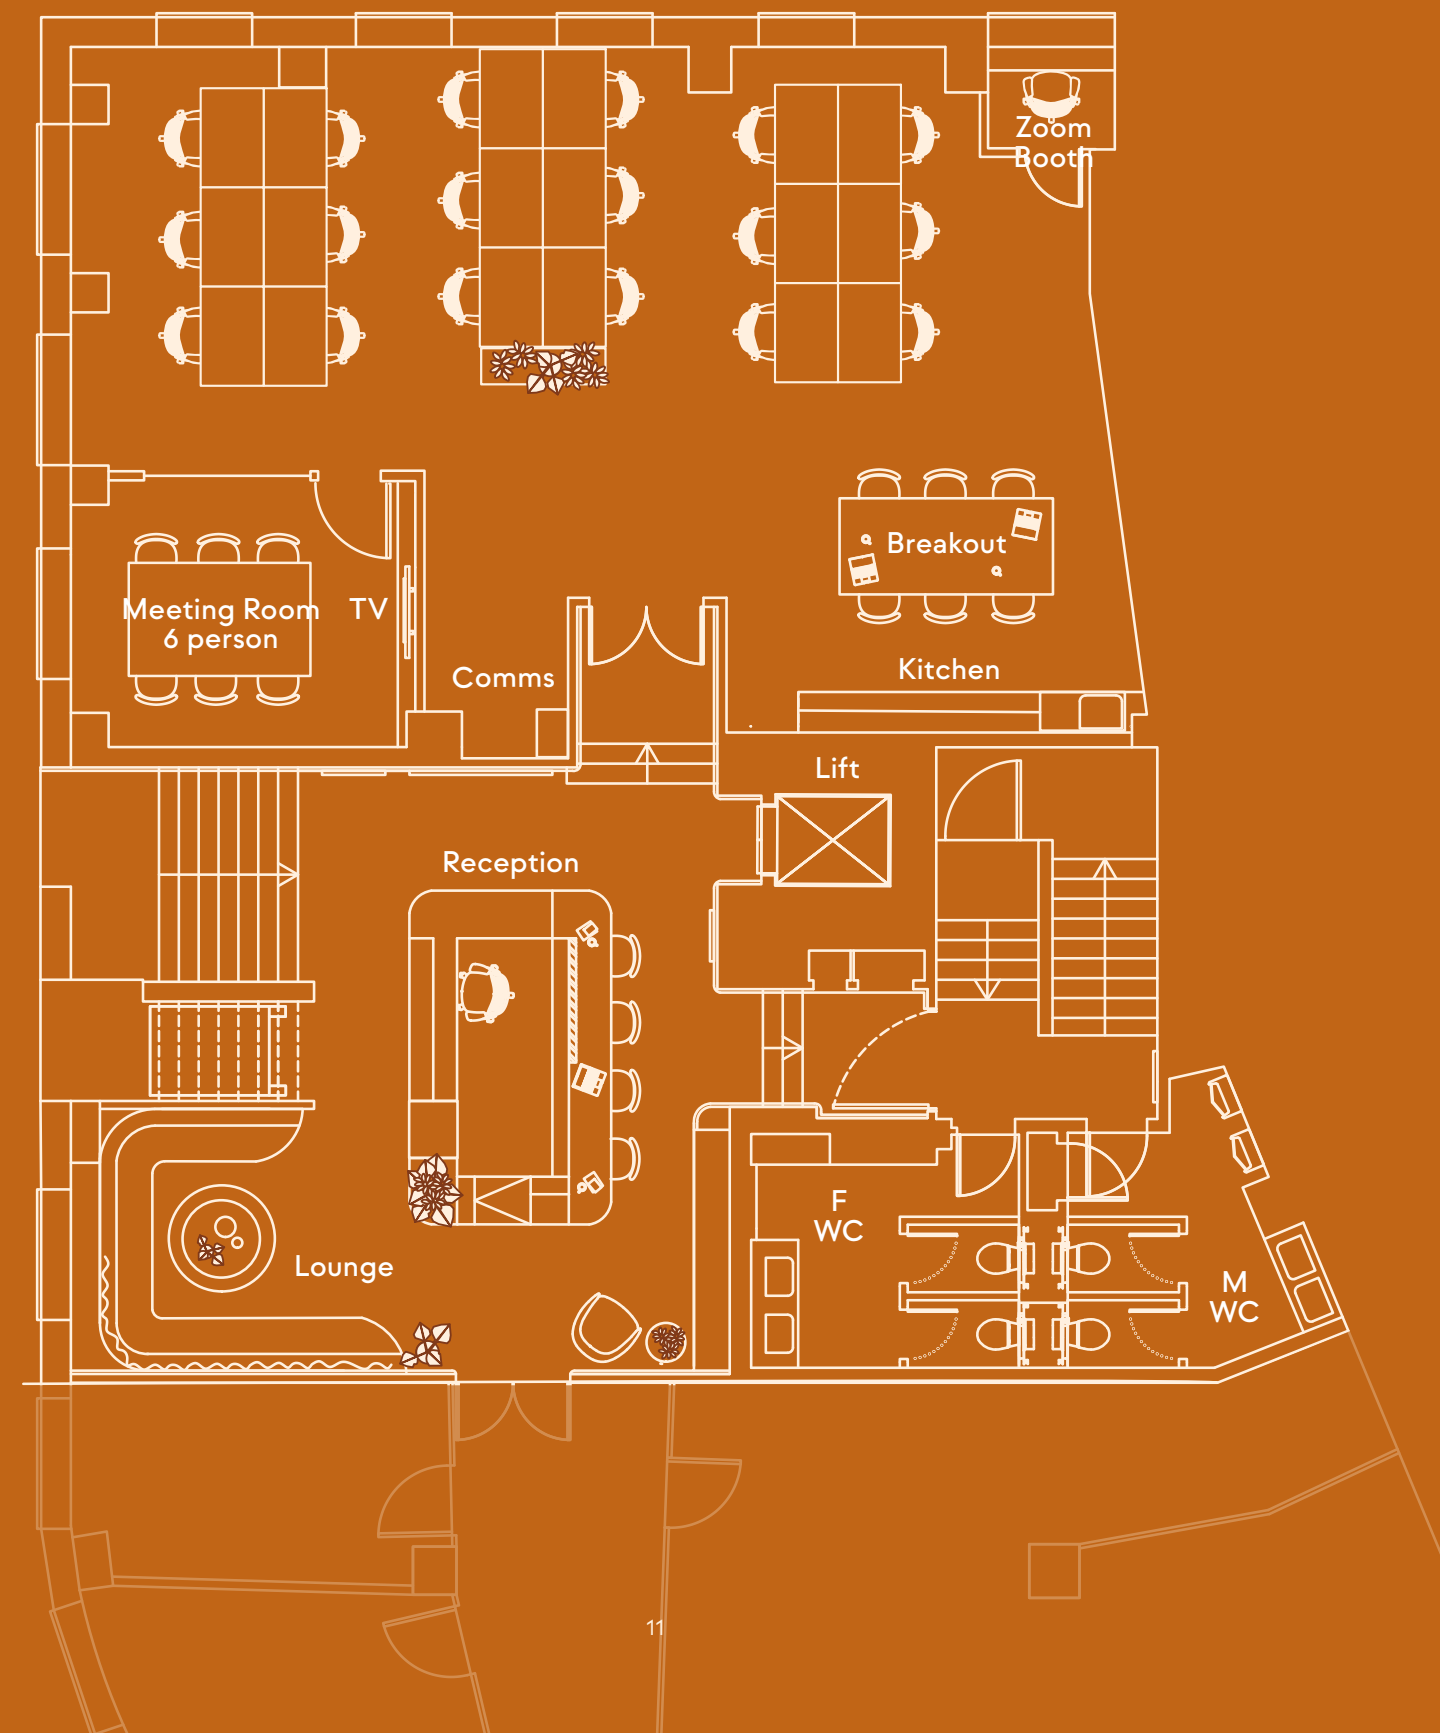 Zoom
Booth
Breakout
Meeting Room
6 person
TV
Comms
Kitchen
Lift
Reception
F
WC
Lounge
M
WC
11